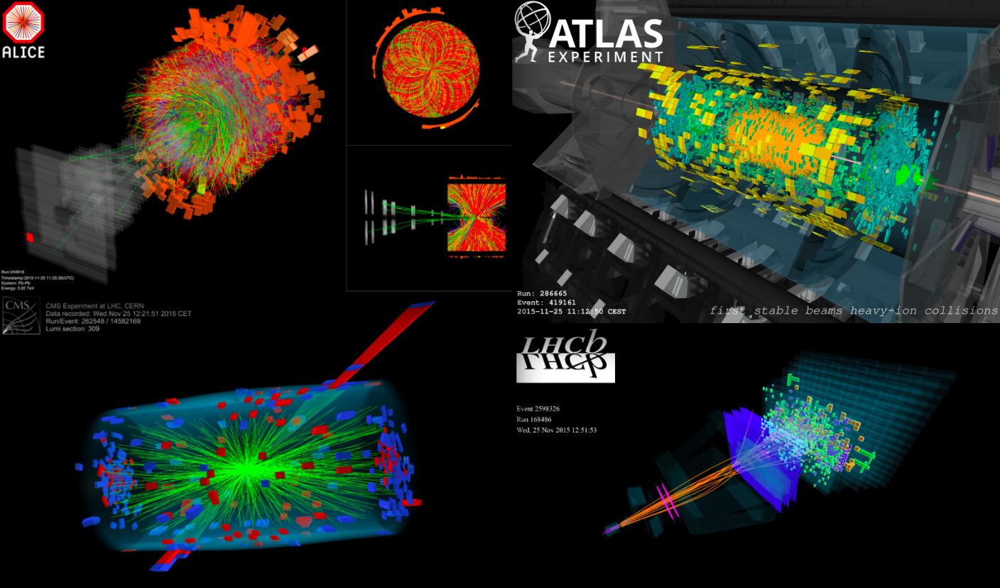 ALICE
Run:244918
Timestamp:2015-11-25 11:25:36(UTC)
System: Pb-Pb
Energy: 5.02 TeV
ATLAS
EXPERIMENT
Run: 286665
Event: 419161
2015-11-25 11:12:50 CEST
first stable beams heavy-ion collisions
CMS
CMS Experiment at LHC, CERN
Data recorded: Wed Nov 25 12:21:51 2015 CET
Run/Event: 262548 / 14582169
Lumi section: 309
LHCb
LHCb
Event 2598326
Run 168486
Wed, 25 Nov 2015 12:51:53